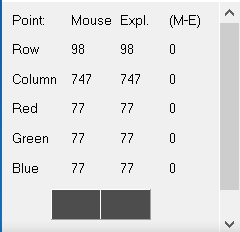 Point: Mouse Expl. (M-E)
Row 98 98 0
Column 747 747 0
Red 77 77 0
Green 77 77 0
Blue 77 77 0